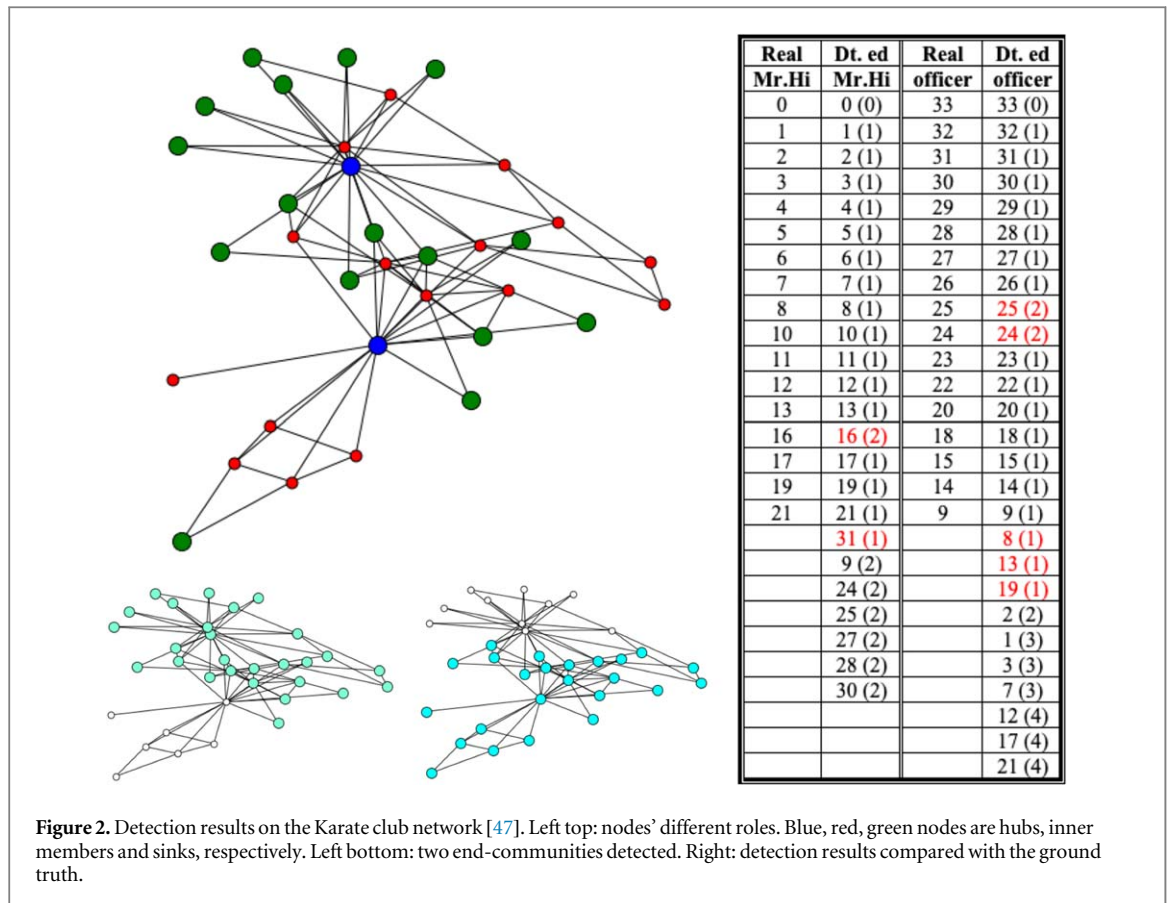 Real Dt. ed Real Dt. ed
Mr.Hi Mr.Hi officer officer
0 0 (0) 33 33 (0)
1 1 (1) 32 32 (1)
2 2 (1) 31 31 (1)
3 3 (1) 30 30 (1)
4 4 (1) 29 29 (1)
5 5 (1) 28 28 (1)
6 6 (1) 27 27 (1)
7 7 (1) 26 26 (1)
8 8 (1) 25 25 (2)
10 10 (1) 24 24 (2)
11 11 (1) 23 23 (1)
12 12 (1) 22 22 (1)
13 13 (1) 20 20 (1)
16 16 (2) 18 18 (1)
17 17 (1) 15 15 (1)
19 19 (1) 14 14 (1)
21 21 (1) 9 9 (1)
31 (1) 8 (1)
9 (2) 13 (1)
24 (2) 19 (1)
25 (2) 2 (2)
27 (2) 1 (3)
28 (2) 3 (3)
30 (2) 7 (3)
12 (4)
17 (4)
21 (4)
Figure 2. Detection results on the Karate club network [47]. Left top: nodes' different roles. Blue, red, green nodes are hubs, inner
members and sinks, respectively. Left bottom: two end-communities detected. Right: detection results compared with the ground
truth.